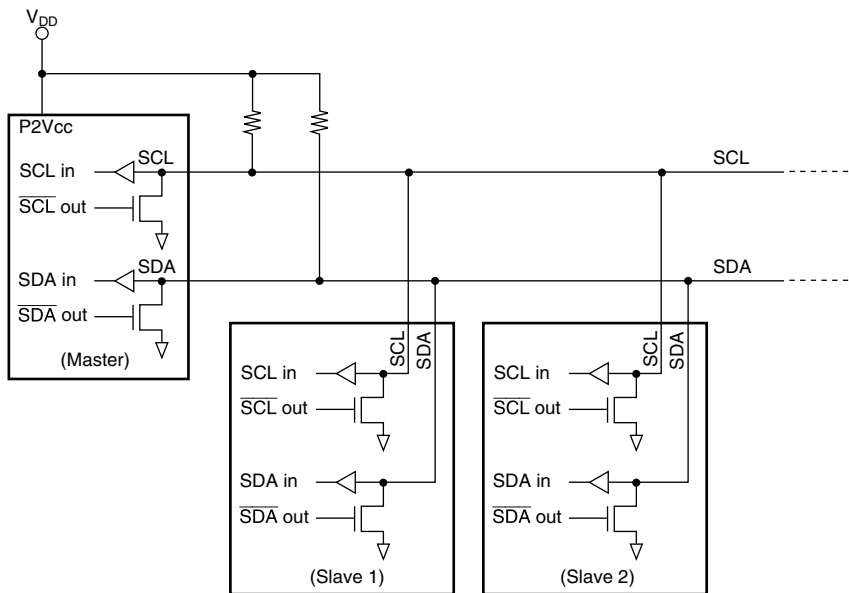 VDD
P2Vcc
SCL in
SCL
SCL
SCL out
SDA in
SDA
SDA
SDA out
(Master)
SCL
SDA
SCL
SDA
SCL in
SCL in
SCL out
SCL out
SDA in
SDA in
SDA out
SDA out
(Slave 1)
(Slave 2)